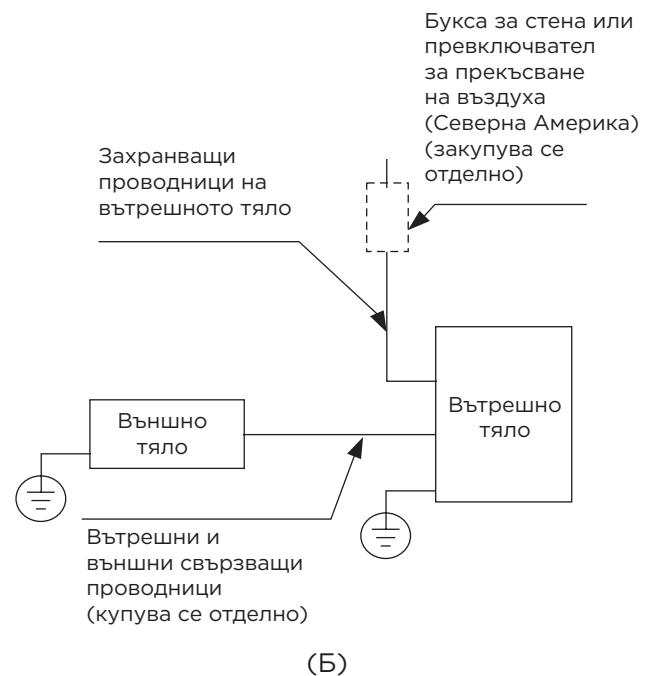 Букса за стена или
превключвател
за прекъсване
на въздуха
(Северна Америка)
(закупува се
отделно)
Захранващи
проводници на
вътрешното тяло
Вътрешно
тяло
Външно
тяло
Вътрешни и
външни свързващи
проводници
(купува се отделно)
(Б)